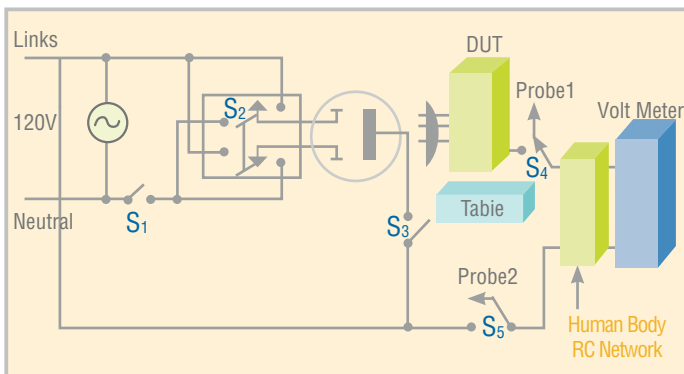 Links
120V
Neutral
S1
S2
S3
DUT
Probe1
Volt Meter
S4
Tabie
Probe2
S5
Human Body
RC Network